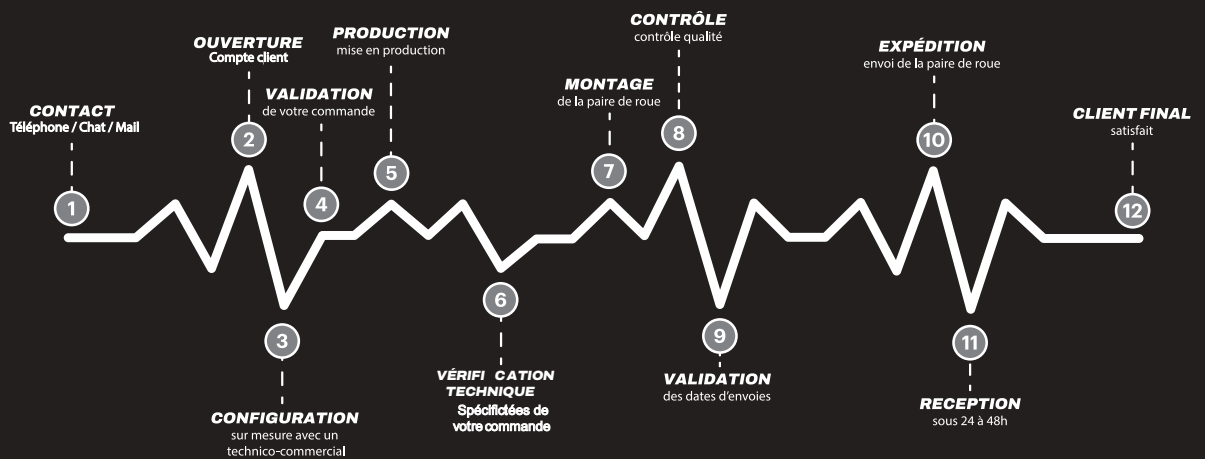 1
CONTACT
Téléphone / Chat / Mail
2
OUVERTURE
Compte client
3
CONFIGURATION
sur mesure avec un
technico-commercial
4
VALIDATION
de votre commande
5
PRODUCTION
mise en production
6
VÉRIFI CATION
TECHNIQUE
Spécifictées de
votre commande
7
MONTAGE
de la paire de roue
8
CONTRÔLE
contrôle qualité
9
VALIDATION
des dates d'envoies
10
EXPÉDITION
envoi de la paire de roue
11
RECEPTION
sous 24 à 48h
12
CLIENT FINAL
satisfait